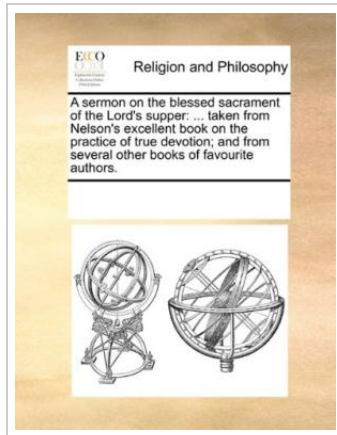 ECCO
Religion and Philosophy
A sermon on the blessed sacrament
of the Lord's supper: ... taken from
Nelson's excellent book on the
practice of true devotion; and from
several other books of favourite
authors.